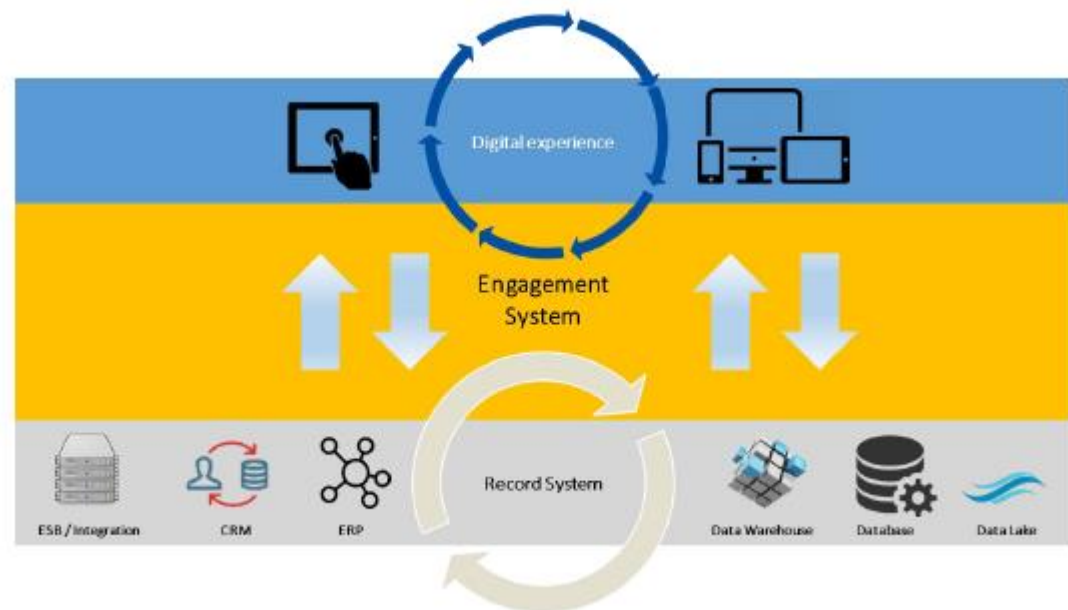 Digital experience
Engagement
System
Record System
ESB / Integration
CRM
ERP
Data Warehouse
Database
Data Lake